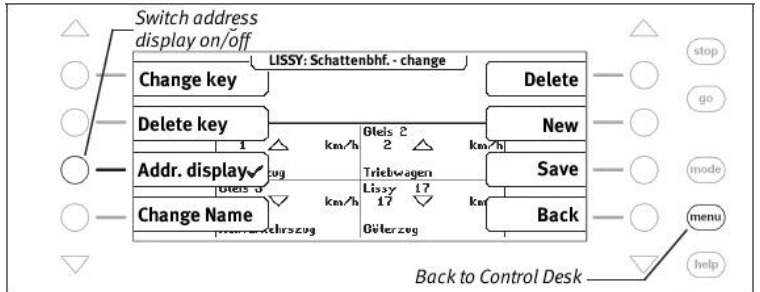 Switch address
display on/off
stop
LISSY: Schattenbhf. - change
Change key
Delete
go
Delete key
New
Gleis 2
1 km/h 2 km/h
Addr. display✓
Triebwagen
Save
mode
Lissy 17
km/h 17
Change Name
Back
menu
Güterzug
Back to Control Desk
help